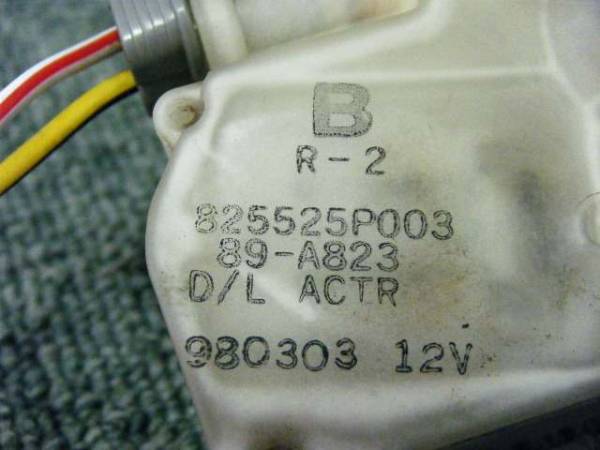 B
R-2
825525P003
89-A823
D/L ACTR
980303 12V